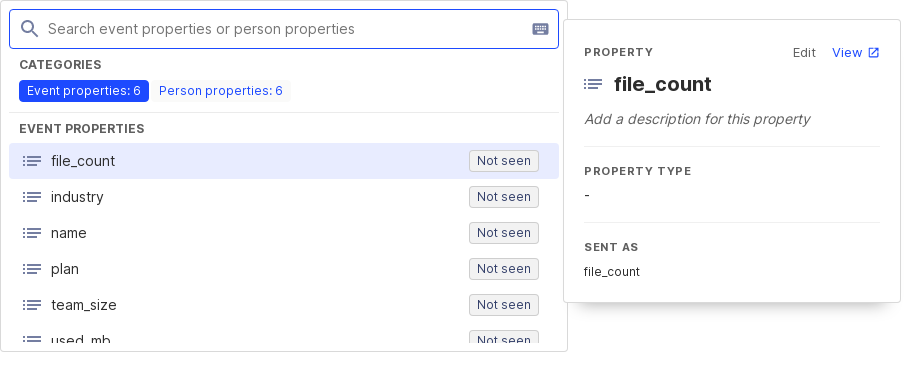 Search event properties or person properties
CATEGORIES
Event properties: 6
Person properties: 6
EVENT PROPERTIES
file_count
Not seen
industry
Not seen
name
Not seen
plan
Not seen
team_size
Not seen
used_mb
Not seen
PROPERTY
Edit
View
file_count
Add a description for this property
PROPERTY TYPE
-
SENT AS
file_count